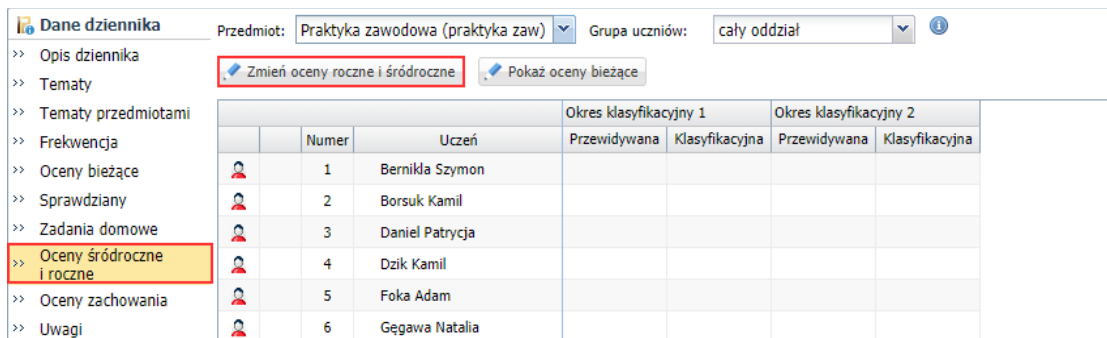 Dane dziennika
Opis dziennika
Tematy
Tematy przedmiotami
Frekwencja
Oceny bieżące
Sprawdziany
Zadania domowe
Oceny śródroczne
i roczne
Oceny zachowania
Uwagi
Przedmiot: Praktyka zawodowa (praktyka zaw) Grupa uczniów: cały oddział
Zmień oceny roczne i śródroczne Pokaż oceny bieżące
Okres klasyfikacyjny 1 Okres klasyfikacyjny 2
Numer Uczeń Przewidywana Klasyfikacyjna Przewidywana Klasyfikacyjna
1 Bernikla Szymon
2 Borsuk Kamil
3 Daniel Patrycja
4 Dzik Kamil
5 Foka Adam
6 Gęgawa Natalia